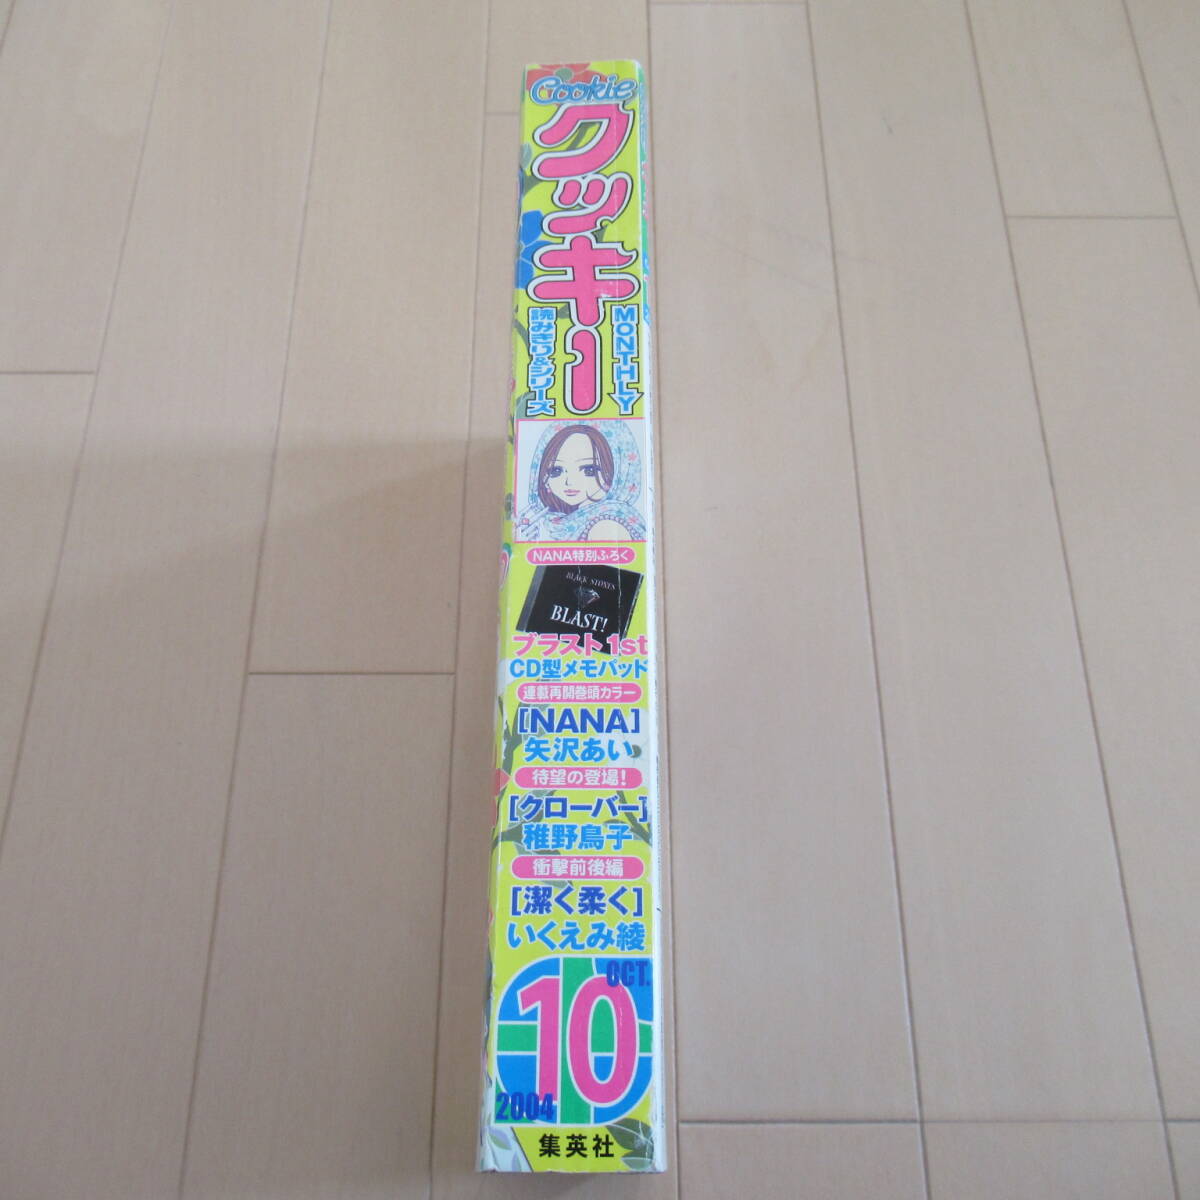 Cookie
クッキー
MONTHLY
読みきり&シリーズ
NANA特別ふろく
BLACK STONES
BLAST!
ブラスト1st
CD型メモパッド
連載再開巻頭カラー
[NANA]
矢沢あい
待望の登場!
[クローバー]
稚野鳥子
衝撃前後編
[潔く柔く]
いくえみ綾
OCT.
10
2004
集英社